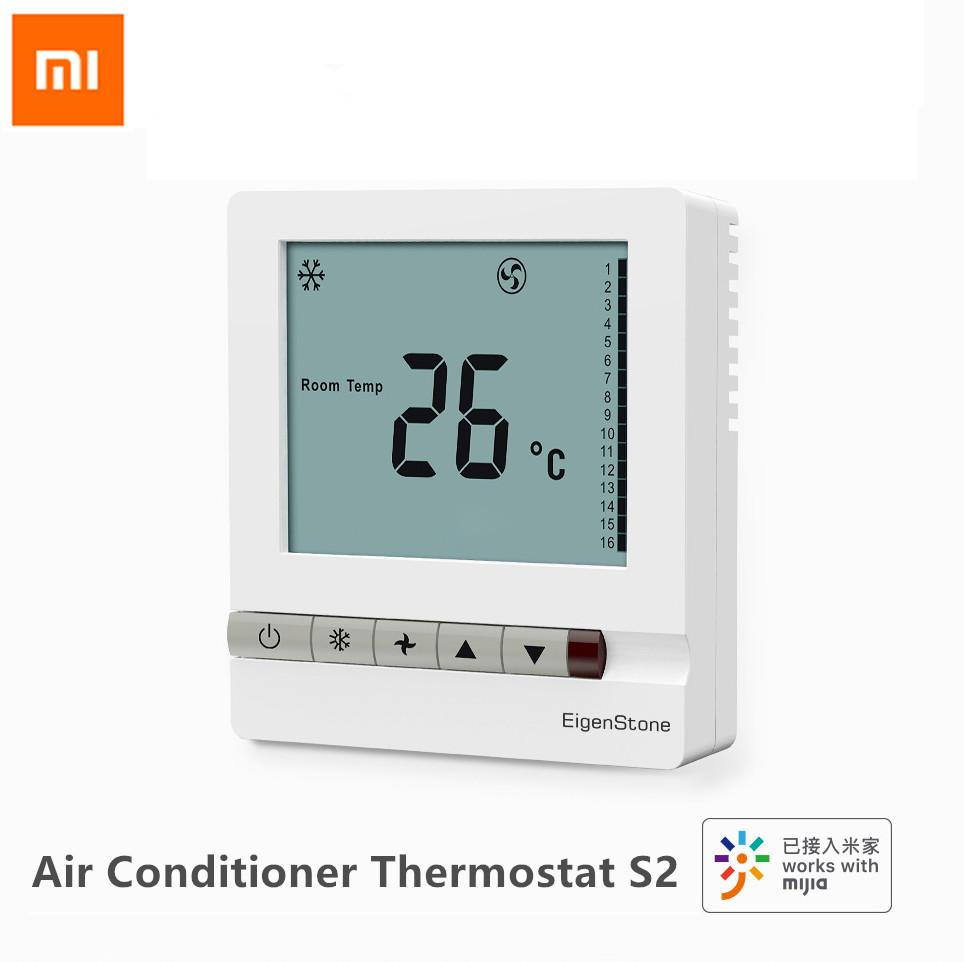 mi
Room Temp
26 °C
1
2
3
4
5
6
7
8
9
10
11
12
13
14
15
16
EigenStone
Air Conditioner Thermostat S2
已接入米家
works with
mijia